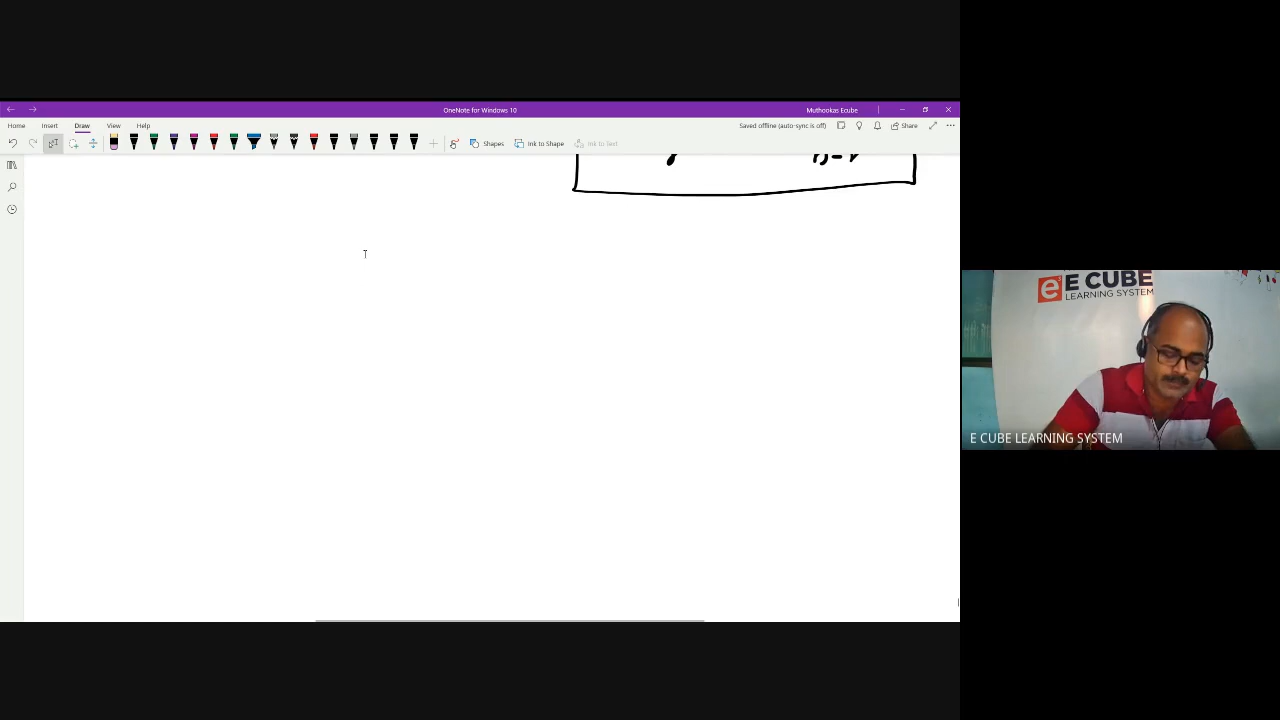 OneNote for Windows 10
Muthookas Ecube
Home Insert Draw View Help
Saved offline (auto-sync is off)
Share
Shapes
Ink to Shape
Ink to Text
e³ E CUBE
LEARNING SYSTEM
E CUBE LEARNING SYSTEM